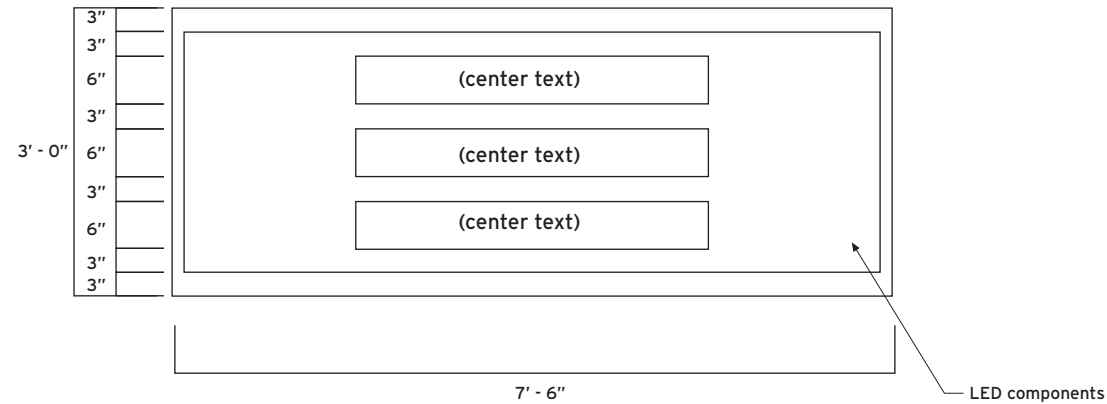 3"
3"
6" (center text)
3"
3' - 0" 6" (center text)
3"
6" (center text)
3"
3"
7' - 6" LED components